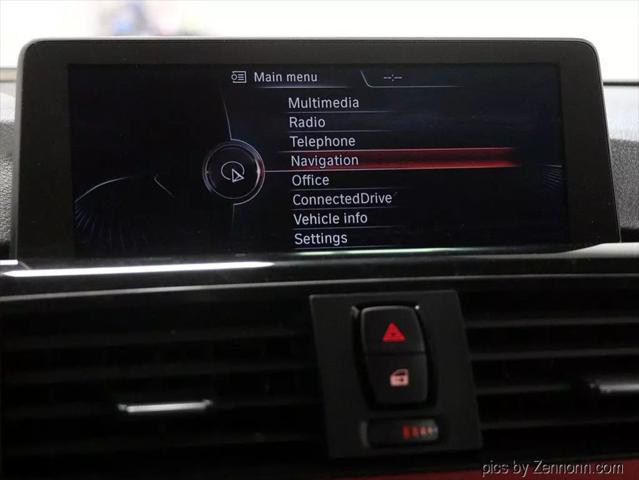 Main menu
--:--
Multimedia
Radio
Telephone
Navigation
Office
ConnectedDrive
Vehicle info
Settings
pics by Zennonn.com